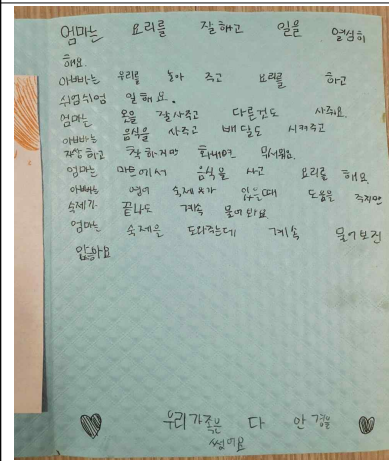 엄마는 요리를 잘해고 일을 열심히
해요.
아빠는 우리를 놀아 주고 요리를 하고
쉬엄쉬엄 일해요.
엄마는 옷을 잘사주고 다른것도 사줘요.
아빠는 음식을 사주고 배달도 시켜주고
자상하고 착하지만 화내면 무서워요.
엄마는 마트에서 음식을 사고 요리를 해요.
아빠는 영어 숙제 있을때 도움을 주지만
숙제가 끝나도 계속 물어봐요.
엄마는 숙제을 도와주는데 계속 물어보진
않아요
우리가족은 다 안경을
썼어요